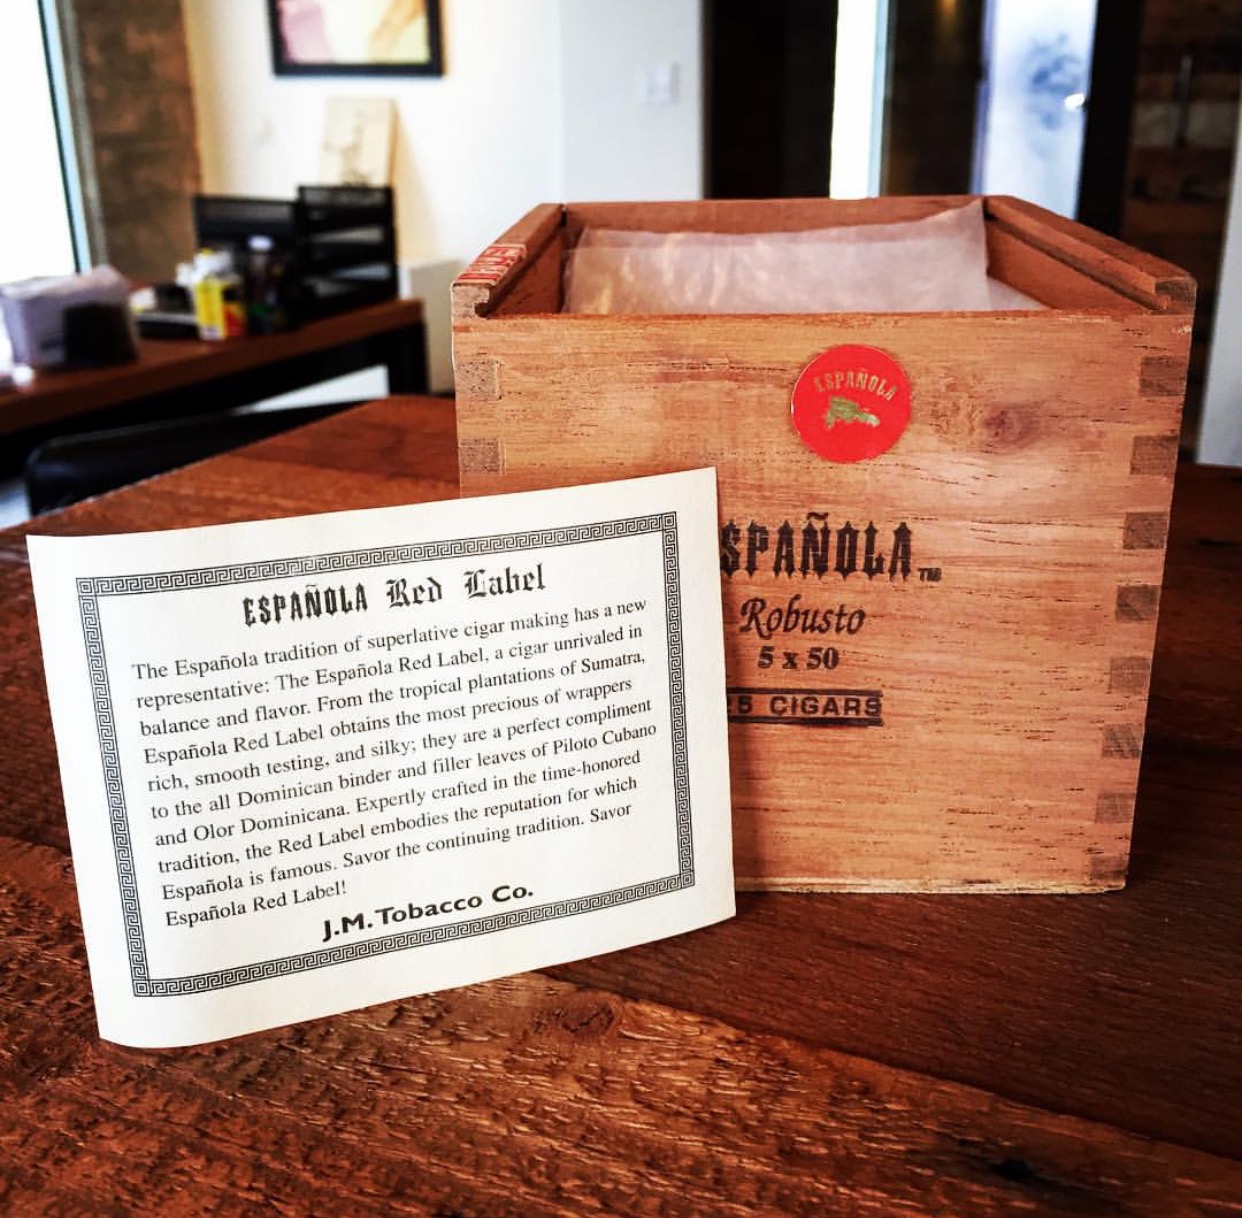 ESPAÑOLA
ESPAÑOLA Red Label
The Española tradition of superlative cigar making has a new
representative: The Española Red Label, a cigar unrivaled in
balance and flavor. From the tropical plantations of Sumatra,
Española Red Label obtains the most precious of wrappers
rich, smooth testing, and silky; they are a perfect compliment
to the all Dominican binder and filler leaves of Piloto Cubano
and Olor Dominicana. Expertly crafted in the time-honored
tradition, the Red Label embodies the reputation for which
Española is famous. Savor the continuing tradition. Savor
Española Red Label!
J.M. Tobacco Co.
SPAÑOLA TM
Robusto
5 x 50
25 CIGARS